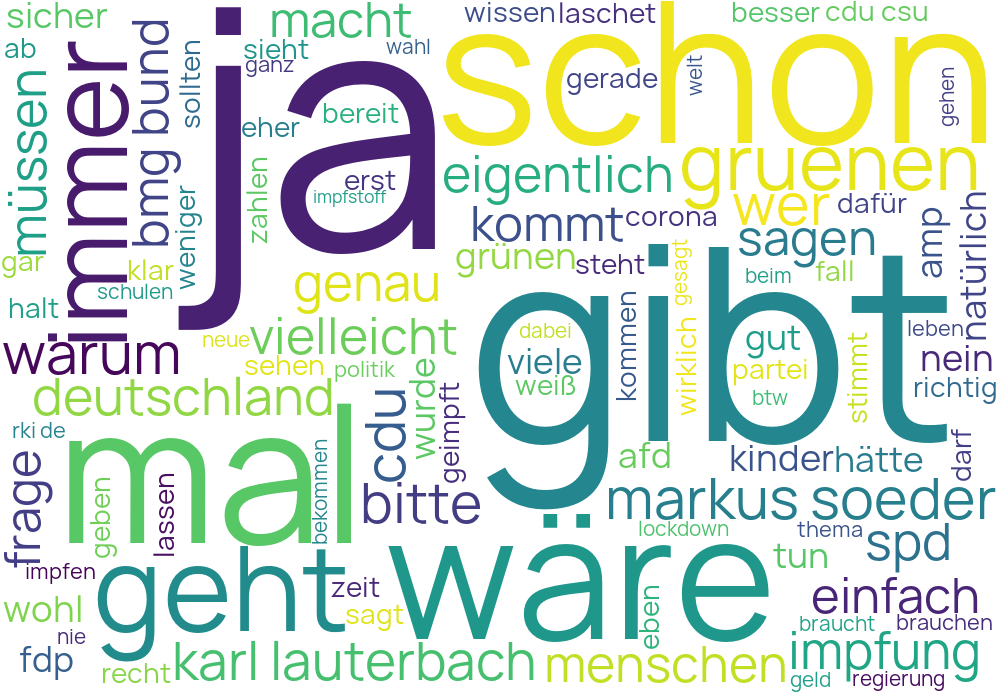 sicher
macht
wissen
laschet
besser
cdu csu
ab
immer
bmg bund
sollten
sieht
ganz
wahl
ja
schon
gerade
welt
gehen
müssen
eher
bereit
zahlen
erst
impfstoff
eigentlich
gruenen
weniger
kommt
corona
wer
dafür
sagen
amp
natürlich
gar
klar
schulen
halt
genau
grünen
steht
gesagt
beim
fall
warum
neue
vielleicht
sehen
politik
gibt
dabei
viele
weiß
kommen
wirklich
gut
partei
btw
stimmt
leben
nein
richtig
deutschland
wurde
cdu
geimpft
rki de
mal
afd
kinder
hätte
darf
frage
geben
lassen
bekommen
bitte
markus soeder
lockdown
thema
spd
impfen
geht
zeit
wäre
tun
wohl
sagt
einfach
nie
eben
braucht
brauchen
fdp
recht
karl lauterbach
menschen
impfung
geld
regierung